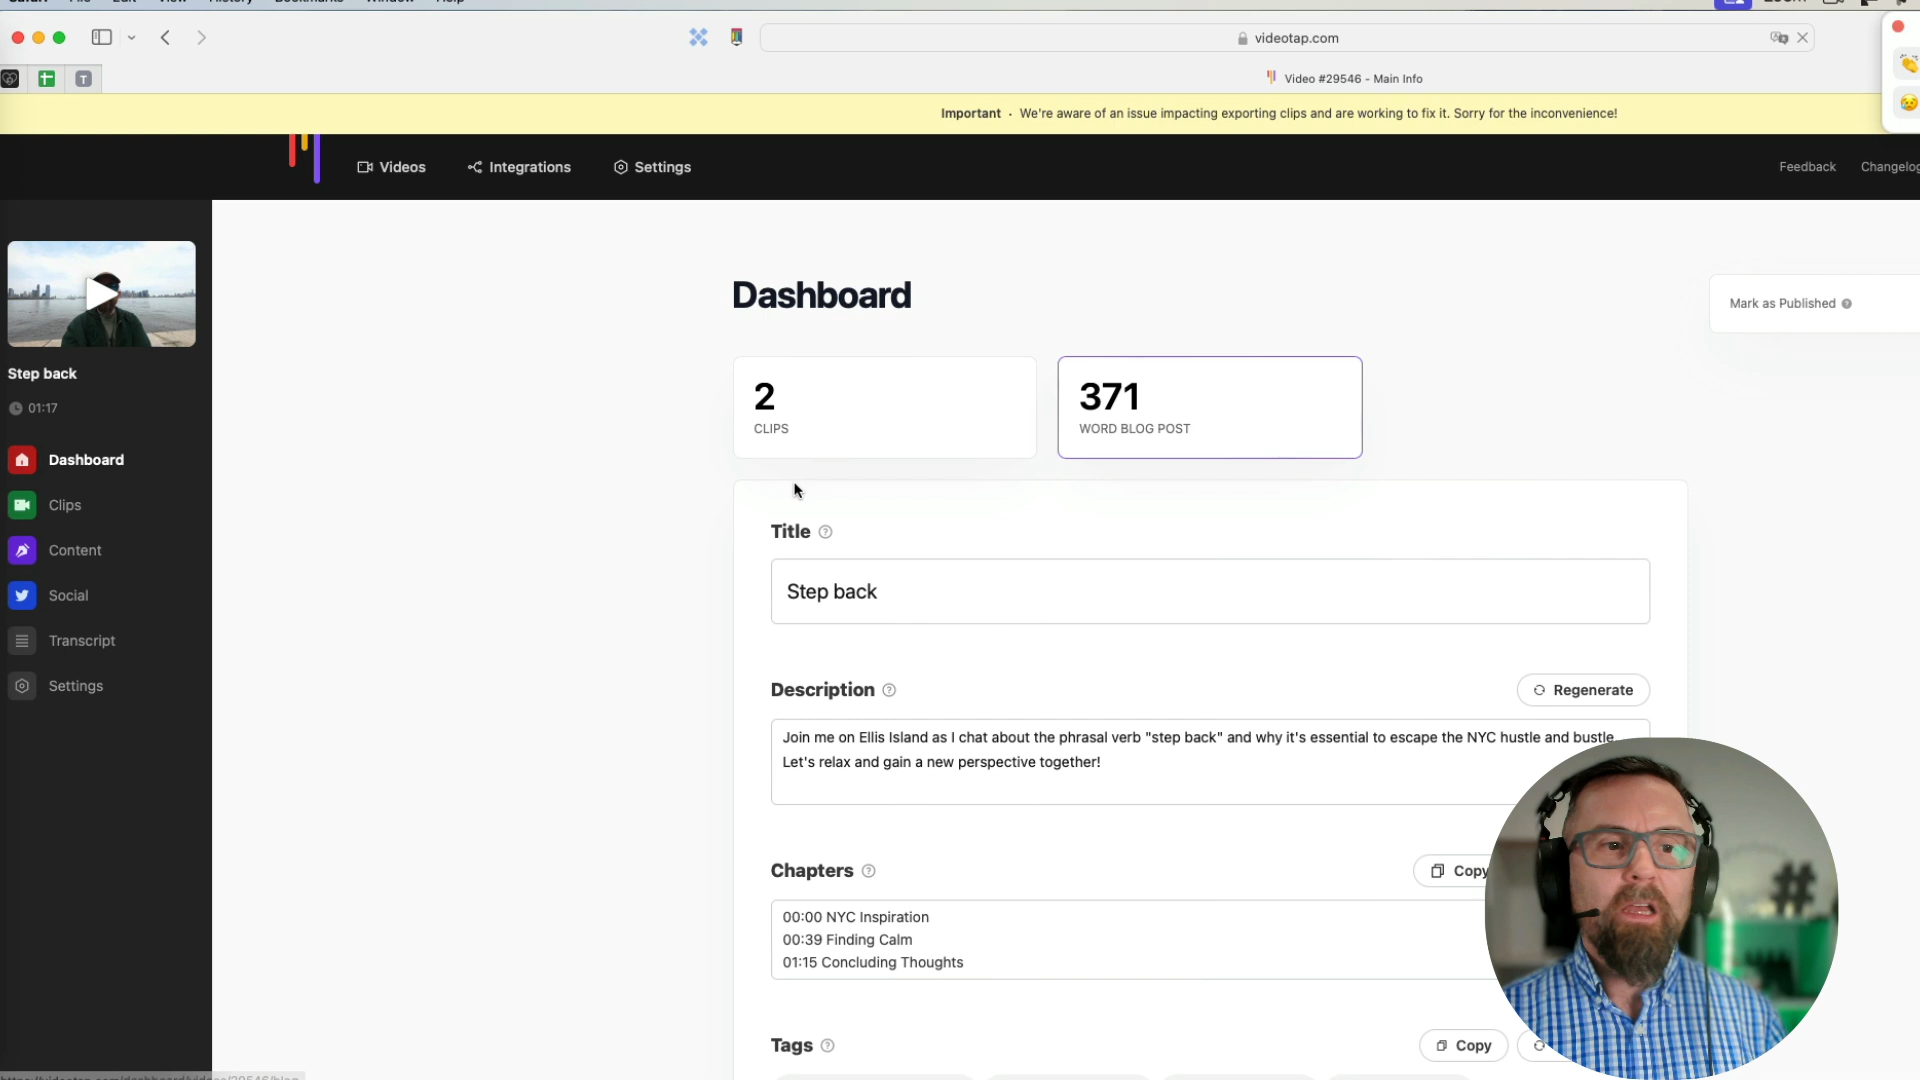 Bookmarks
videotap.com
T
Video #29546 - Main Info
Important · We're aware of an issue impacting exporting clips and are working to fix it. Sorry for the inconvenience!
Videos
Integrations
Settings
Feedback
Changelog
Step back
01:17
Dashboard
Clips
Content
Social
Transcript
Settings
Dashboard
Mark as Published
2
CLIPS
371
WORD BLOG POST
Title
Step back
Description
Regenerate
Join me on Ellis Island as I chat about the phrasal verb "step back" and why it's essential to escape the NYC hustle and bustle.
Let's relax and gain a new perspective together!
Chapters
Copy
00:00 NYC Inspiration
00:39 Finding Calm
01:15 Concluding Thoughts
Tags
Copy